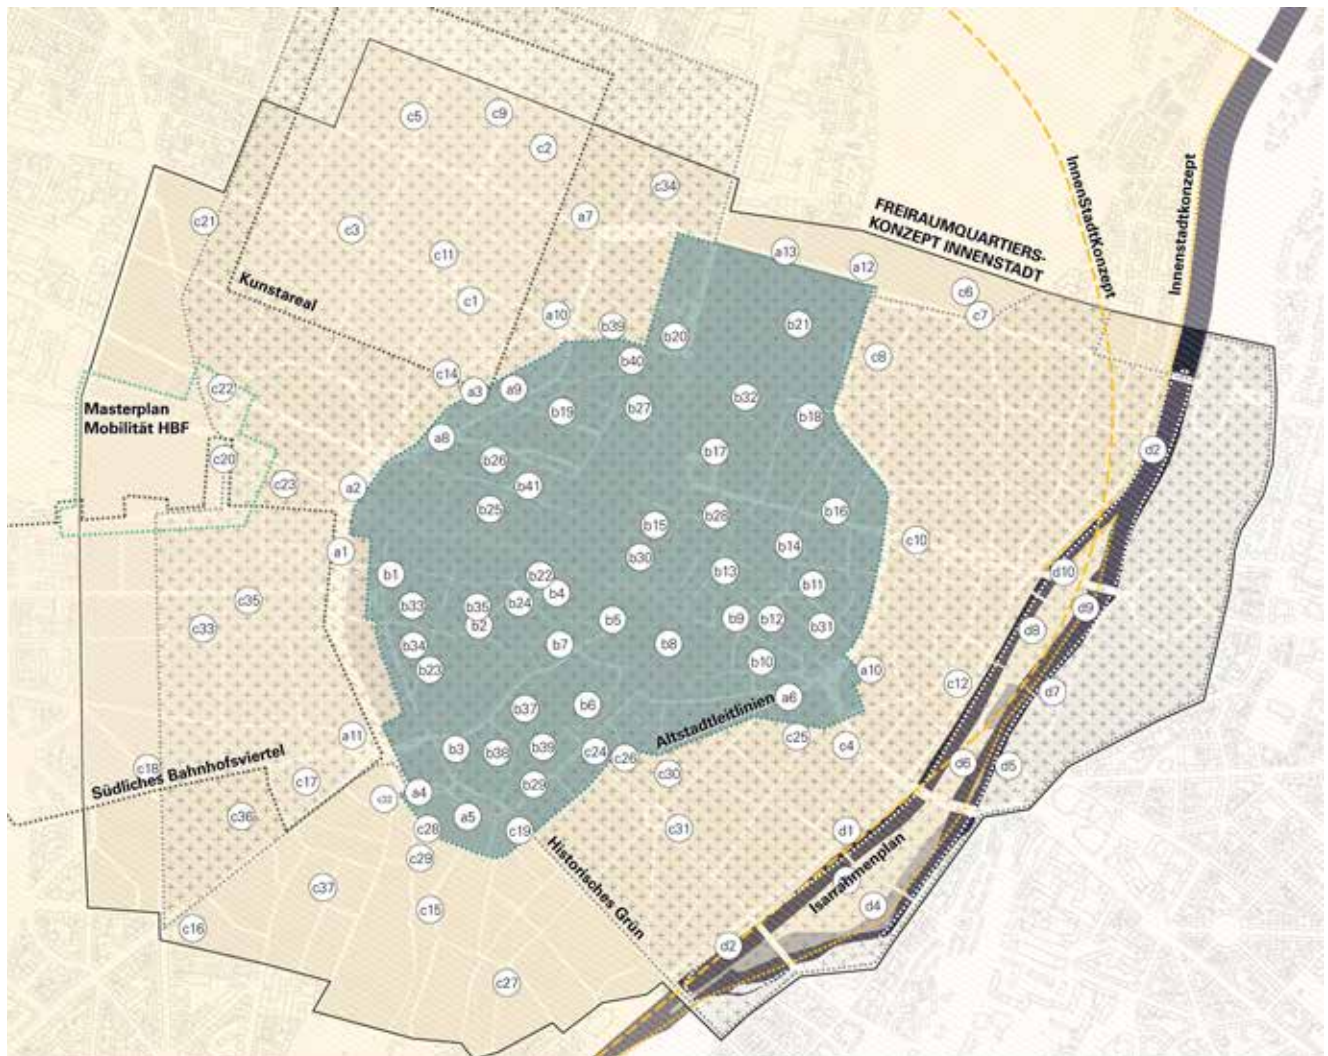 c5
c9
c2
c34
c21
c3
a7
c11
a13
a12
Kunstareal
c1
a10
b39
b40
b20
b21
FREIRAUMQUARTIERS-
KONZEPT INNENSTADT
c6
c7
InnenStadtKonzept
Innenstadtkonzept
c8
c14
c22
a3
a9
b19
b27
b32
b18
Masterplan
Mobilität HBF
a8
b26
b17
d2
c20
c23
a2
b41
b25
b15
b28
b16
a1
b30
b14
c10
b1
b22
b13
b11
d10
c35
b33
b35
b24
b4
d9
c33
b2
b5
b9
b12
b31
d8
b34
b7
b8
b23
b10
a10
c12
d7
b37
b6
Altstadtleitlinien
a6
a11
b3
b38
b39
c24
c26
c25
c4
c18
Südliches Bahnhofsviertel
c17
c30
d6
d5
b29
a4
c36
a5
c28
c19
c31
d1
c29
Historisches Grün
Isarrahmenplan
c37
c15
d4
c16
d2
c27